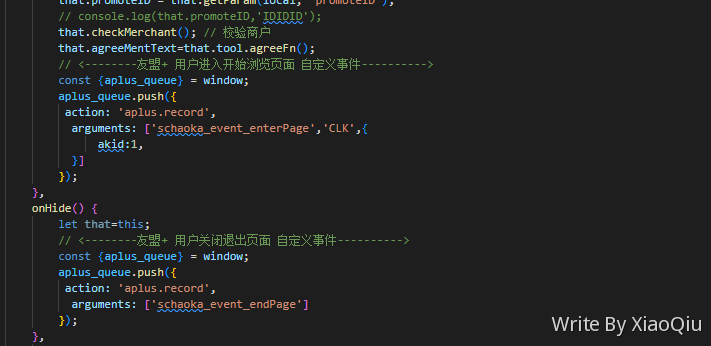 that.promoteID = that.getParam(local, 'promoteID');
// console.log(that.promoteID,'IDIDID');
that.checkMerchant(); // 校验商户
that.agreeMentText=that.tool.agreeFn();
// <--------友盟+ 用户进入开始浏览页面 自定义事件---------->
const {aplus_queue} = window;
aplus_queue.push({
action: 'aplus.record',
arguments: ['schaoka_event_enterPage','CLK',{
akid:1,
}]
});
},
onHide() {
let that=this;
// <--------友盟+ 用户关闭退出页面 自定义事件---------->
const {aplus_queue} = window;
aplus_queue.push({
action: 'aplus.record',
arguments: ['schaoka_event_endPage']
});
},
Write By XiaoQiu